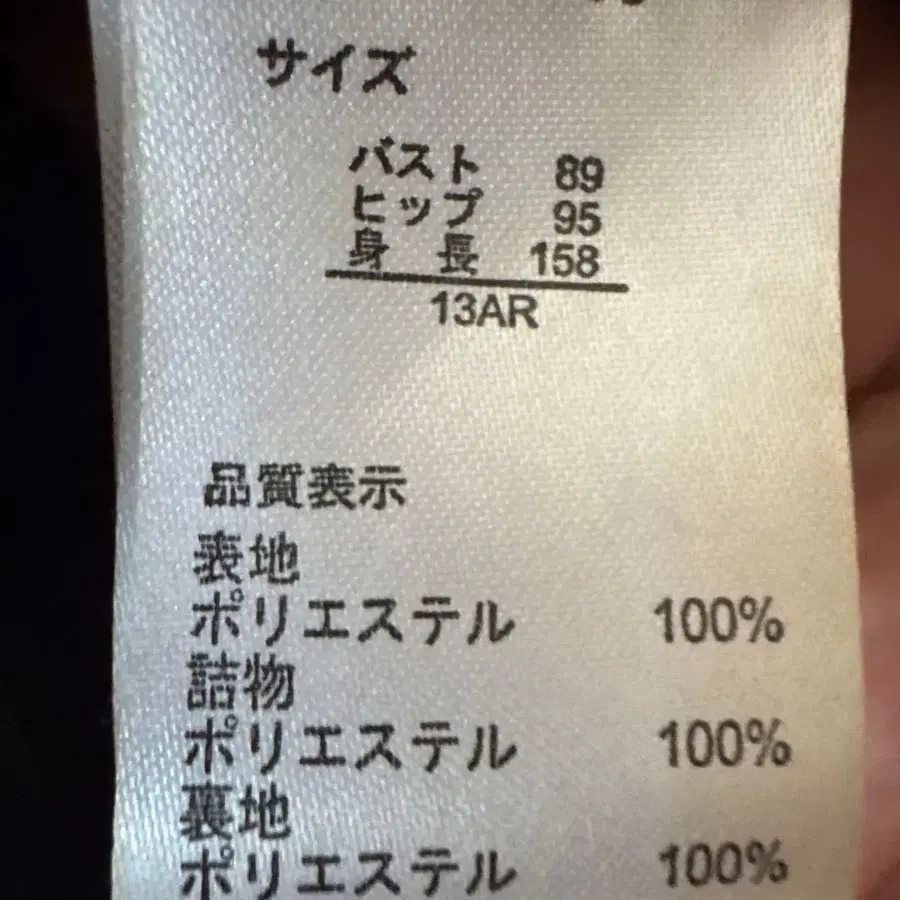 サイズ
バスト 89
ヒップ 95
身長 158
13AR
品質表示
表地
ポリエステル 100%
詰物
ポリエステル 100%
裏地
ポリエステル 100%